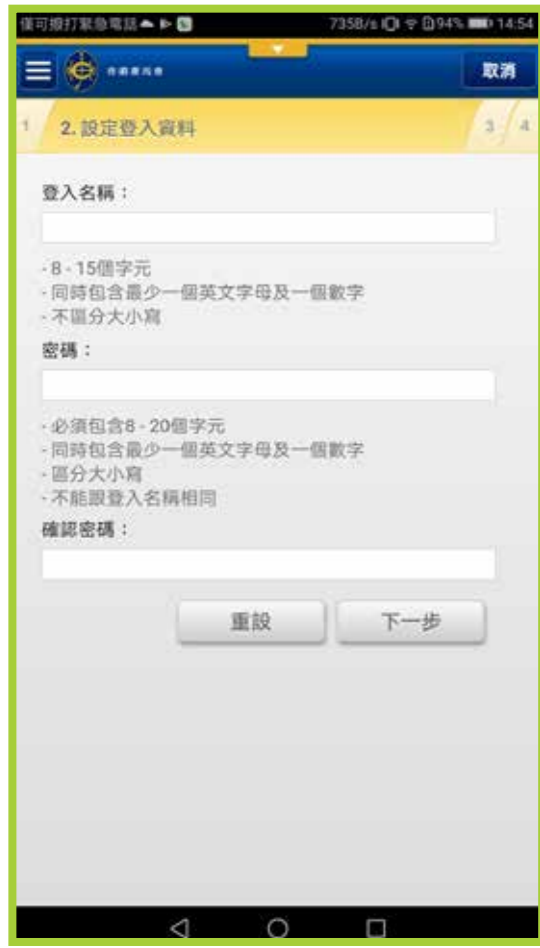 僅可撥打緊急電話 735B/s 94% 14:54
取消
1 2. 設定登入資料 3 4
登入名稱：
- 8 - 15個字元
- 同時包含最少一個英文字母及一個數字
- 不區分大小寫
密碼：
- 必須包含8 - 20個字元
- 同時包含最少一個英文字母及一個數字
- 區分大小寫
- 不能跟登入名稱相同
確認密碼：
重設 下一步